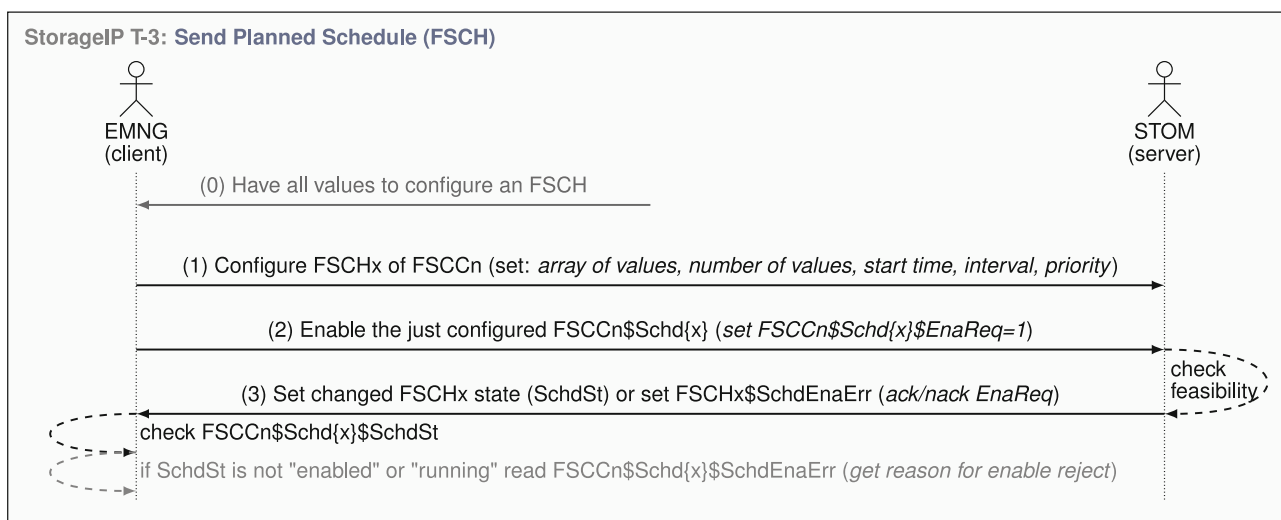 StorageIP T-3: Send Planned Schedule (FSCH)
EMNG
(client)
STOM
(server)
(0) Have all values to configure an FSCH
(1) Configure FSCHx of FSCCn (set: array of values, number of values, start time, interval, priority)
(2) Enable the just configured FSCCn$Schd{x} (set FSCCn$Schd{x}$EnaReq=1)
check
feasibility
(3) Set changed FSCHx state (SchdSt) or set FSCHx$SchdEnaErr (ack/nack EnaReq)
check FSCCn$Schd{x}$SchdSt
if SchdSt is not "enabled" or "running" read FSCCn$Schd{x}$SchdEnaErr (get reason for enable reject)